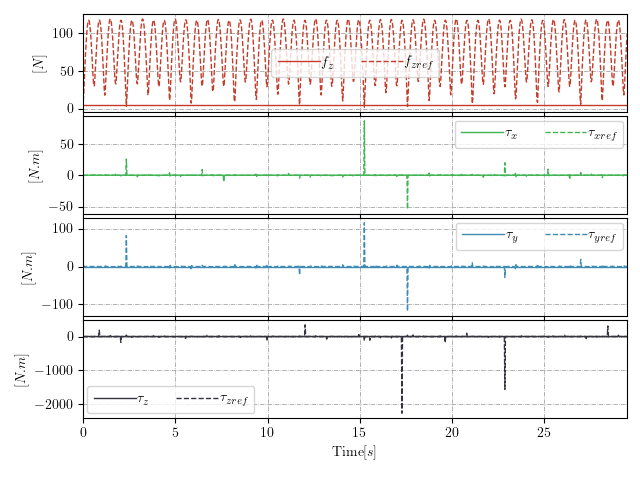 100
50
0
[N]
f_z
f_zref
50
0
−50
[N.m]
τ_x
τ_xref
100
0
−100
[N.m]
τ_y
τ_yref
0
−1000
−2000
[N.m]
τ_z
τ_zref
0 5 10 15 20 25
Time[s]